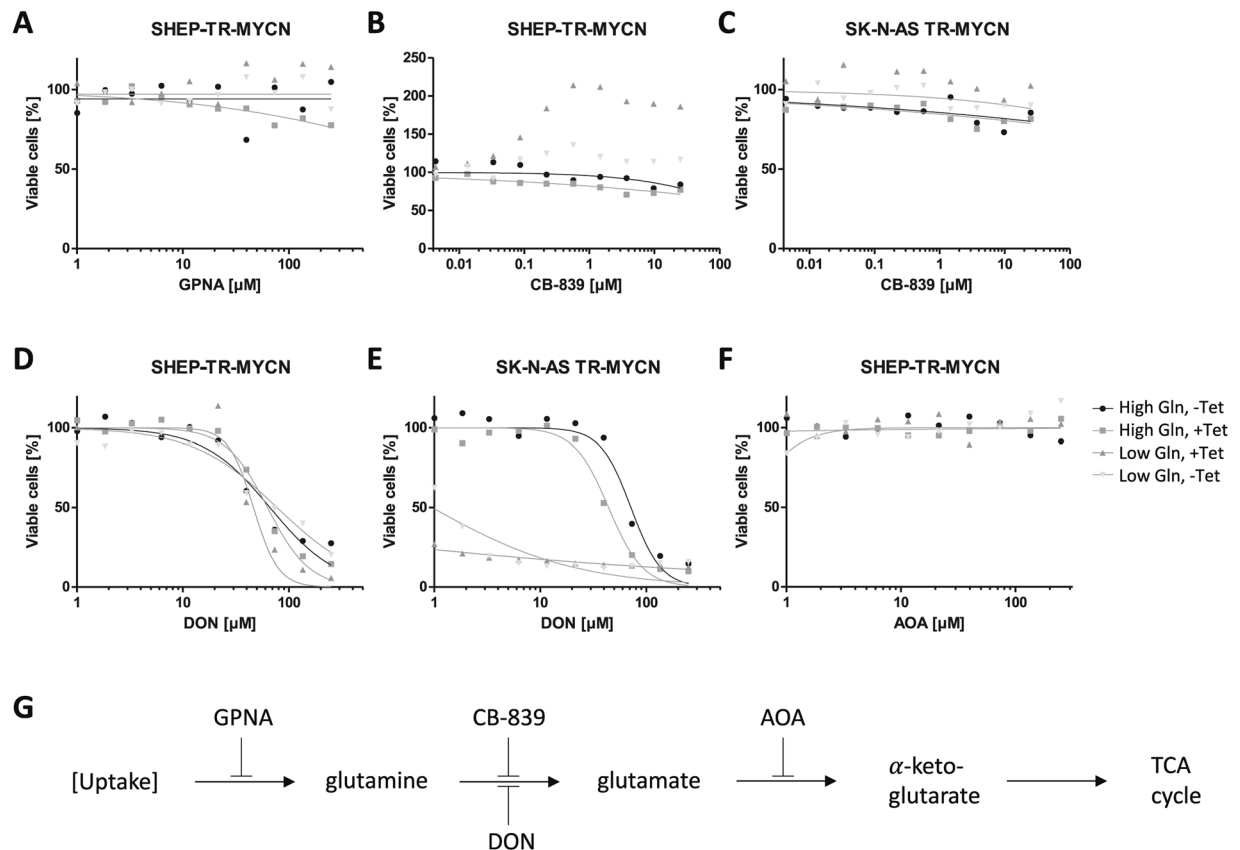 A
SHEP-TR-MYCN
Viable cells [%]
100
50
0
1
10
100
GPNA [µM]
B
SHEP-TR-MYCN
Viable cells [%]
250
200
150
100
50
0
0.01
0.1
1
10
100
CB-839 [µM]
C
SK-N-AS TR-MYCN
Viable cells [%]
100
50
0
0.01
0.1
1
10
100
CB-839 [µM]
D
SHEP-TR-MYCN
Viable cells [%]
100
50
0
1
10
100
DON [µM]
E
SK-N-AS TR-MYCN
Viable cells [%]
100
50
0
1
10
100
DON [µM]
F
SHEP-TR-MYCN
Viable cells [%]
100
50
0
1
10
100
AOA [µM]
High Gln, -Tet
High Gln, +Tet
Low Gln, +Tet
Low Gln, -Tet
G
GPNA
CB-839
AOA
[Uptake]
glutamine
glutamate
α-keto-
glutarate
TCA
cycle
DON